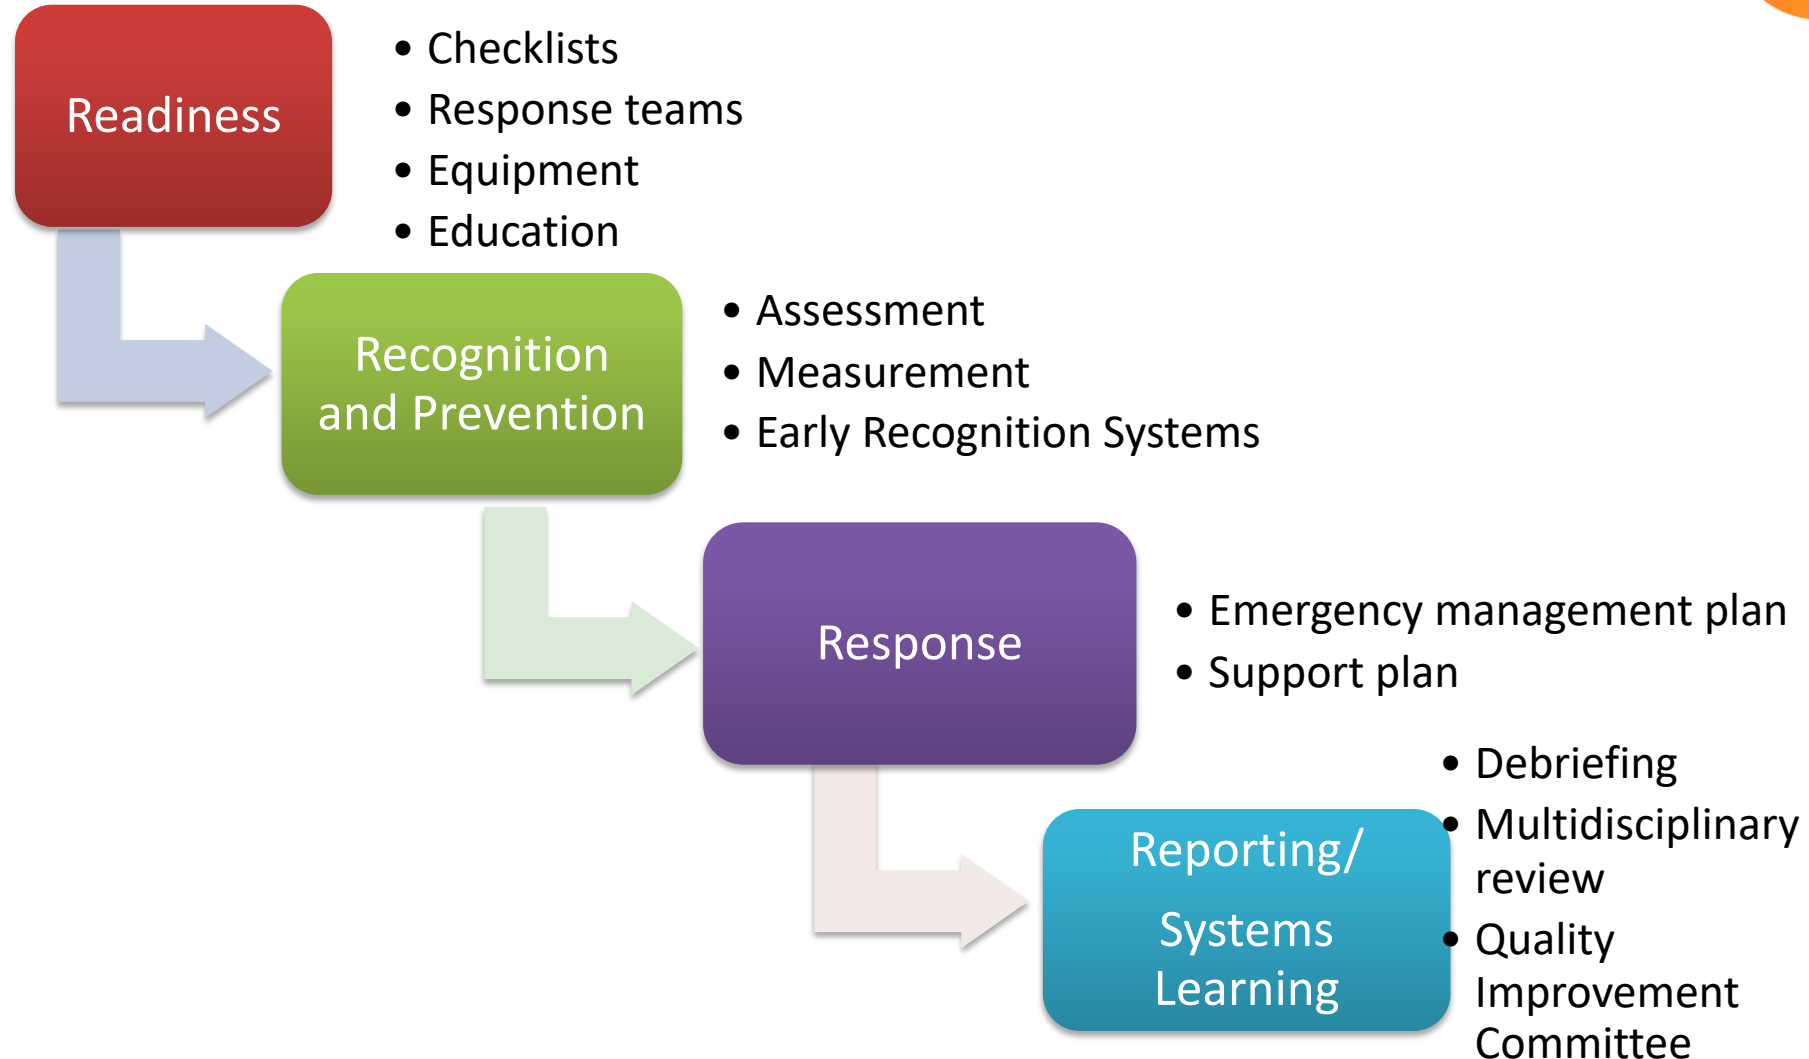 Readiness
• Checklists
• Response teams
• Equipment
• Education
Recognition
and Prevention
• Assessment
• Measurement
• Early Recognition Systems
Response
• Emergency management plan
• Support plan
Reporting/
Systems
Learning
• Debriefing
• Multidisciplinary
review
• Quality
Improvement
Committee